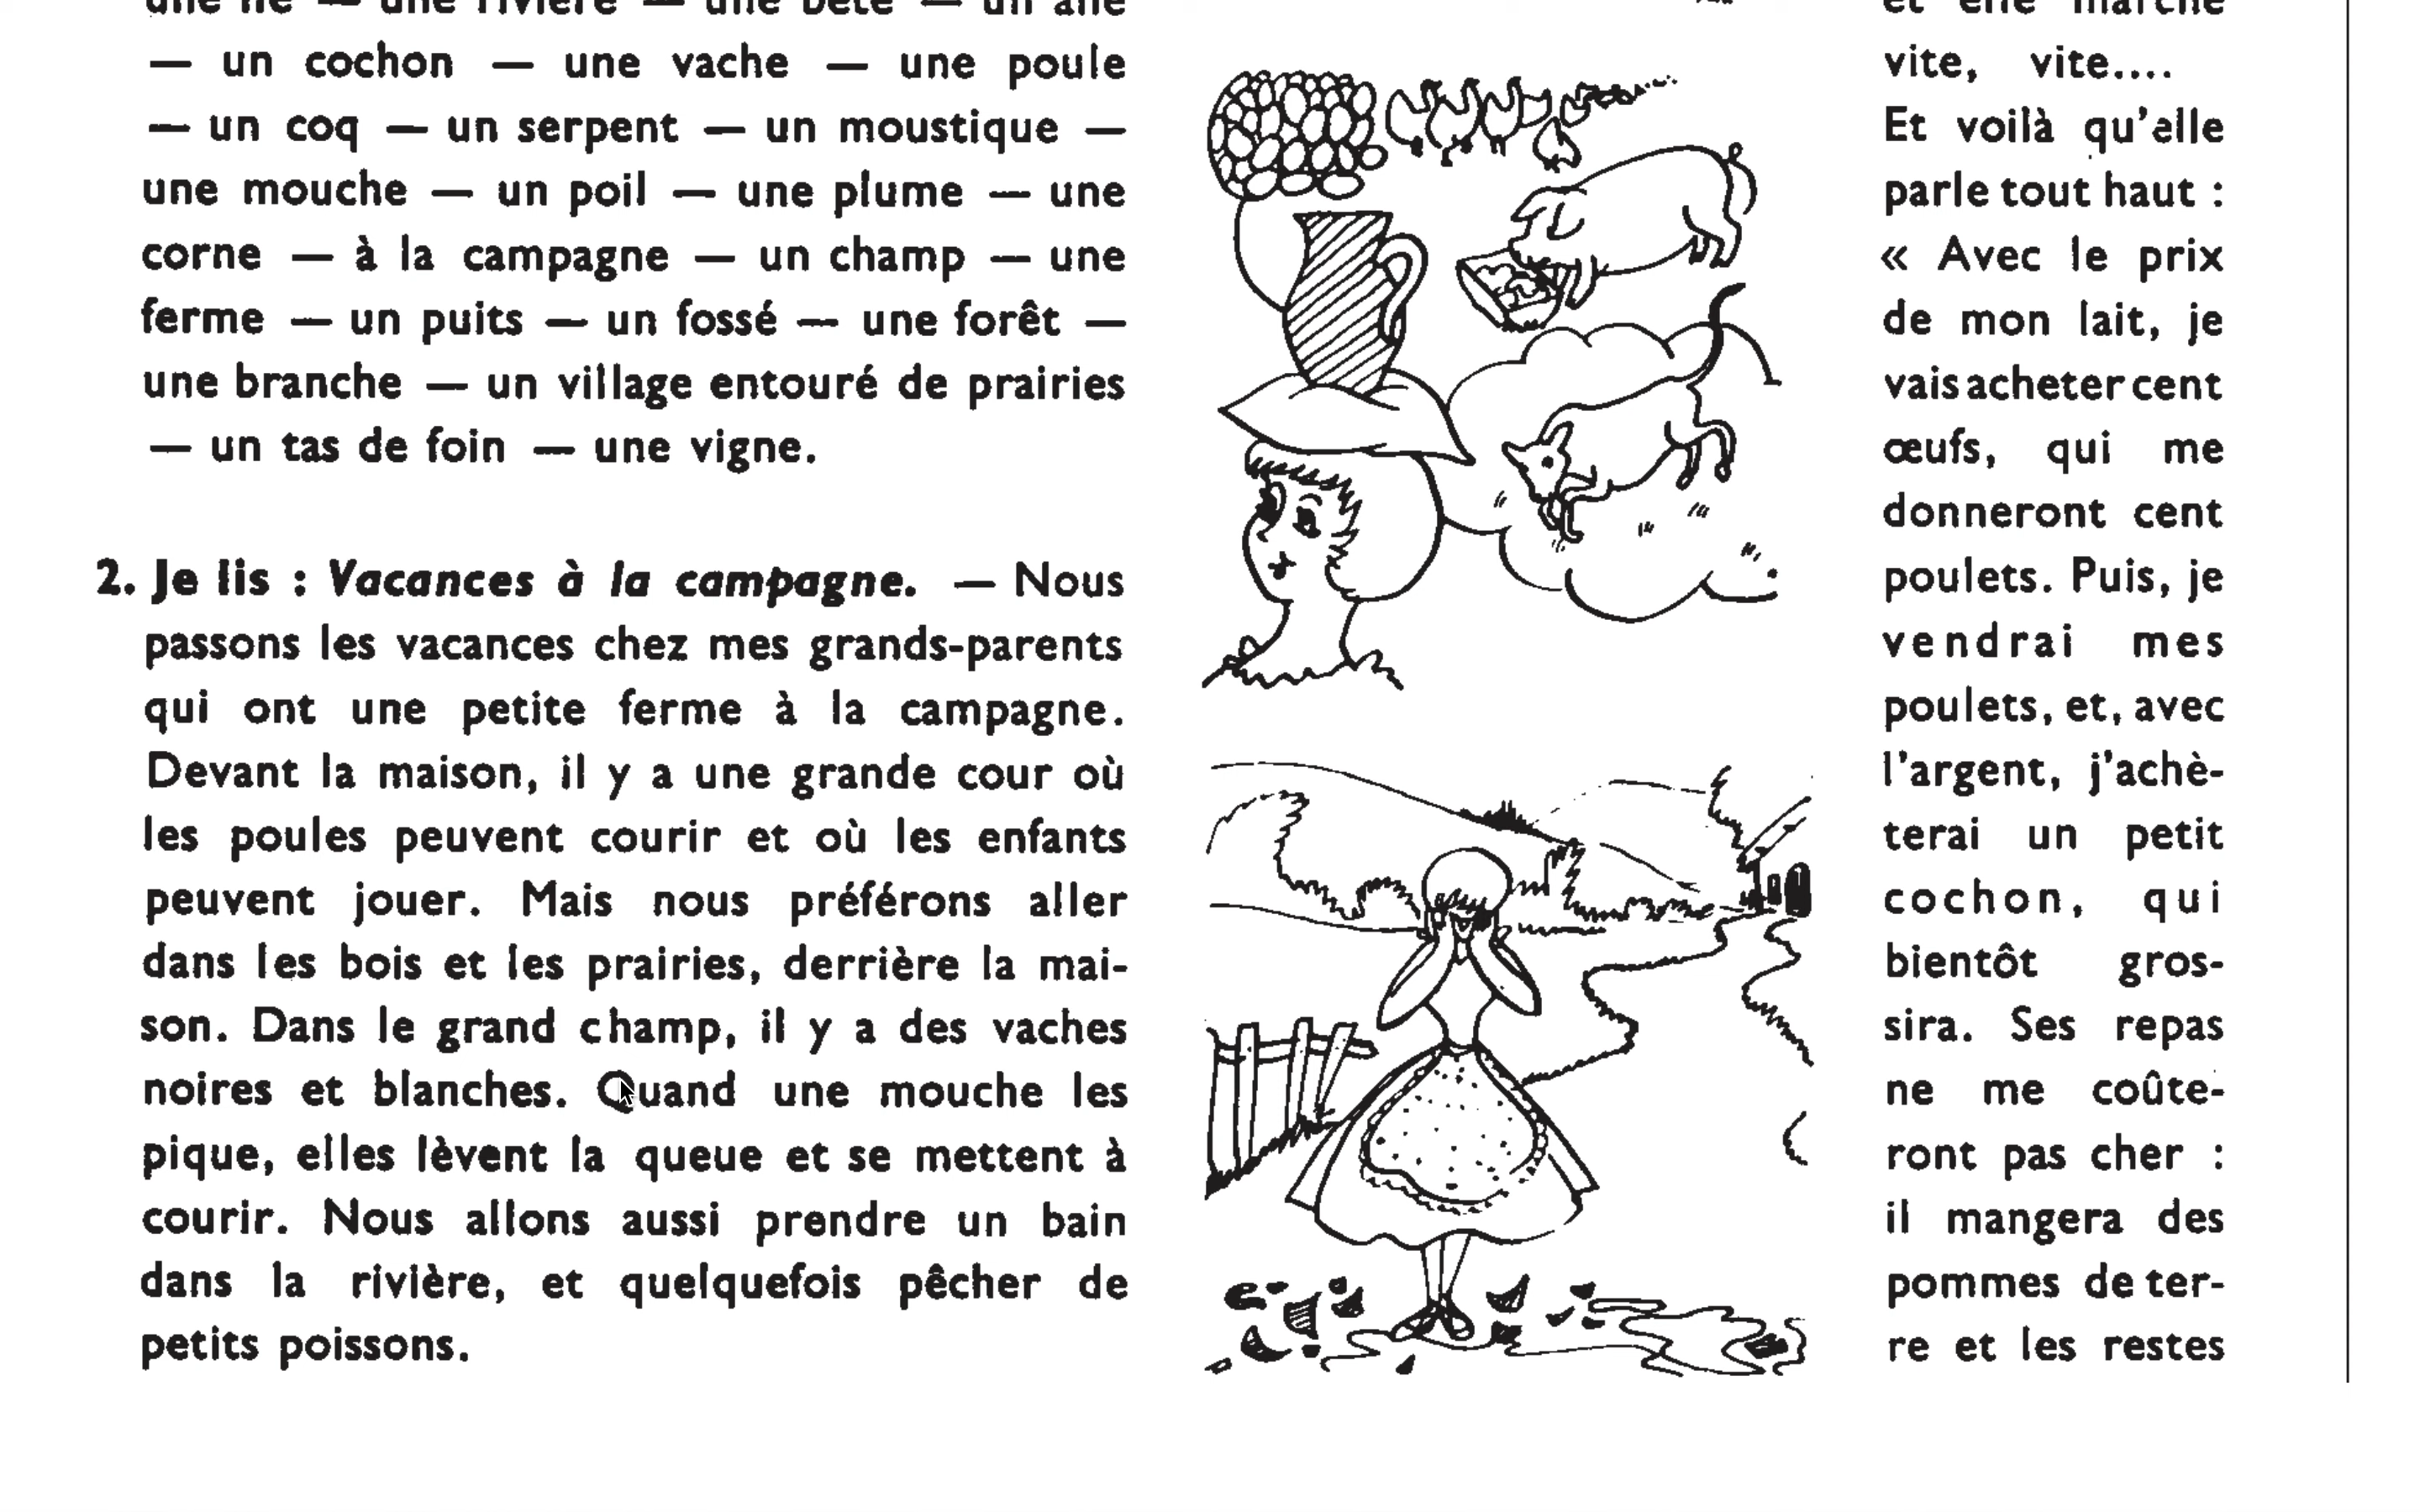 — un cochon — une vache — une poule
— un coq — un serpent — un moustique —
une mouche — un poil — une plume — une
corne — à la campagne — un champ — une
ferme — un puits — un fossé — une forêt —
une branche — un village entouré de prairies
— un tas de foin — une vigne.
2. Je lis : Vacances à la campagne. — Nous
passons les vacances chez mes grands-parents
qui ont une petite ferme à la campagne.
Devant la maison, il y a une grande cour où
les poules peuvent courir et où les enfants
peuvent jouer. Mais nous préférons aller
dans les bois et les prairies, derrière la mai-
son. Dans le grand champ, il y a des vaches
noires et blanches. Quand une mouche les
pique, elles lèvent la queue et se mettent à
courir. Nous allons aussi prendre un bain
dans la rivière, et quelquefois pêcher de
petits poissons.
et elle marche
vite, vite....
Et voilà qu'elle
parle tout haut :
« Avec le prix
de mon lait, je
vais acheter cent
œufs, qui me
donneront cent
poulets. Puis, je
vendrai mes
poulets, et, avec
l'argent, j'achè-
terai un petit
cochon, qui
bientôt gros-
sira. Ses repas
ne me coûte-
ront pas cher :
il mangera des
pommes de ter-
re et les restes